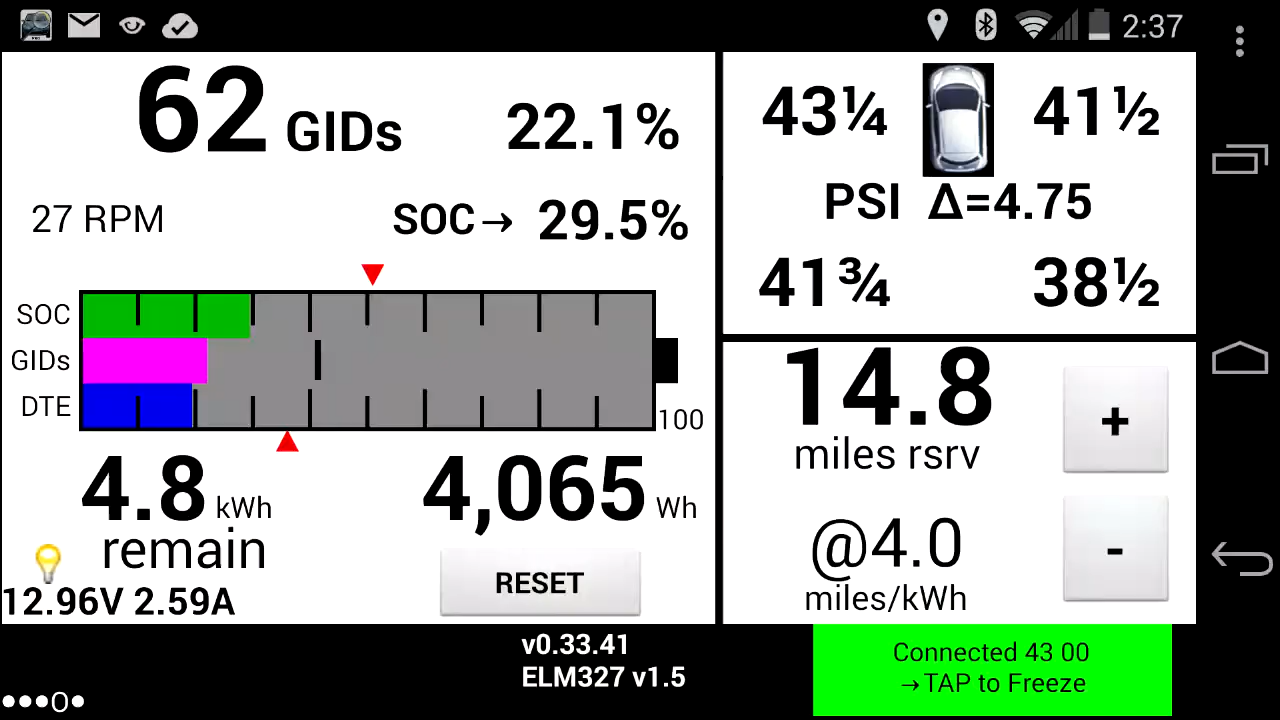 2:37
62 GIDs 22.1%
27 RPM SOC→ 29.5%
SOC
GIDs
DTE
100
4.8 kWh 4,065 Wh
remain
RESET
12.96V 2.59A
43¼ 41½
PSI Δ=4.75
41¾ 38½
14.8
miles rsrv
+
@4.0
miles/kWh
-
v0.33.41
ELM327 v1.5
Connected 43 00
→TAP to Freeze